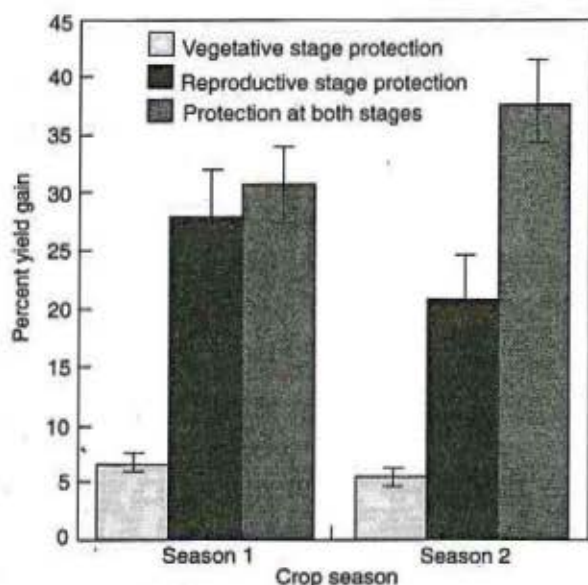 45
40
35
30
25
20
15
10
5
0
Percent yield gain
Vegetative stage protection
Reproductive stage protection
Protection at both stages
Season 1
Season 2
Crop season